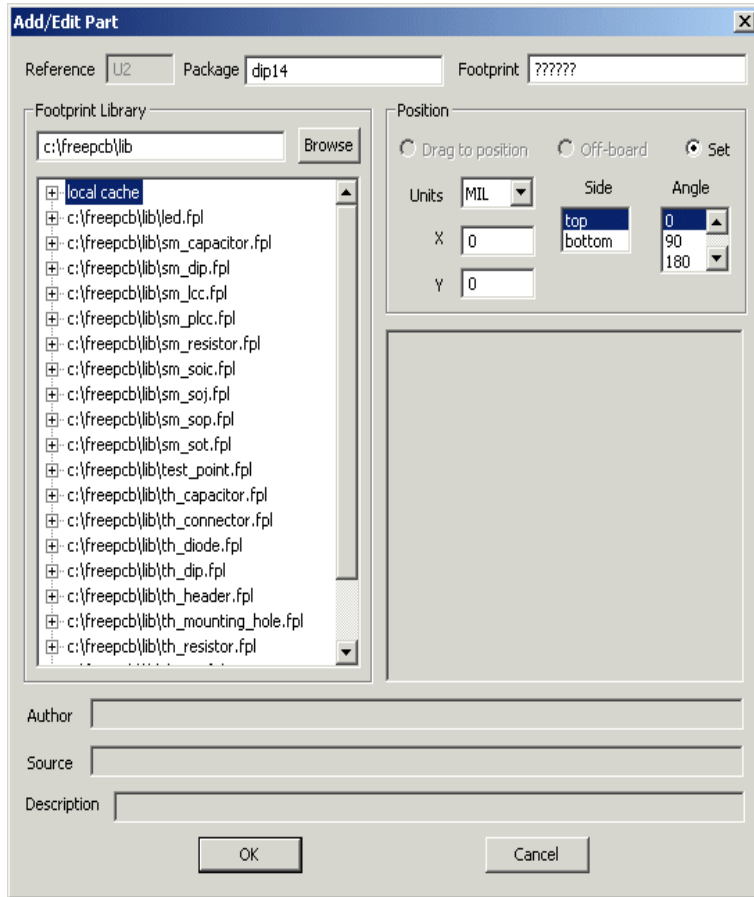 Add/Edit Part
Reference U2 Package dip14 Footprint ??????
Footprint Library
c:\freepcb\lib Browse
local cache
c:\freepcb\lib\led.fpl
c:\freepcb\lib\sm_capacitor.fpl
c:\freepcb\lib\sm_dip.fpl
c:\freepcb\lib\sm_lcc.fpl
c:\freepcb\lib\sm_plcc.fpl
c:\freepcb\lib\sm_resistor.fpl
c:\freepcb\lib\sm_soic.fpl
c:\freepcb\lib\sm_soj.fpl
c:\freepcb\lib\sm_sop.fpl
c:\freepcb\lib\sm_sot.fpl
c:\freepcb\lib\test_point.fpl
c:\freepcb\lib\th_capacitor.fpl
c:\freepcb\lib\th_connector.fpl
c:\freepcb\lib\th_diode.fpl
c:\freepcb\lib\th_dip.fpl
c:\freepcb\lib\th_header.fpl
c:\freepcb\lib\th_mounting_hole.fpl
c:\freepcb\lib\th_resistor.fpl
Position
Drag to position Off-board Set
Units MIL Side Angle
X 0 top 0
bottom 90
Y 0 180
Author
Source
Description
OK Cancel